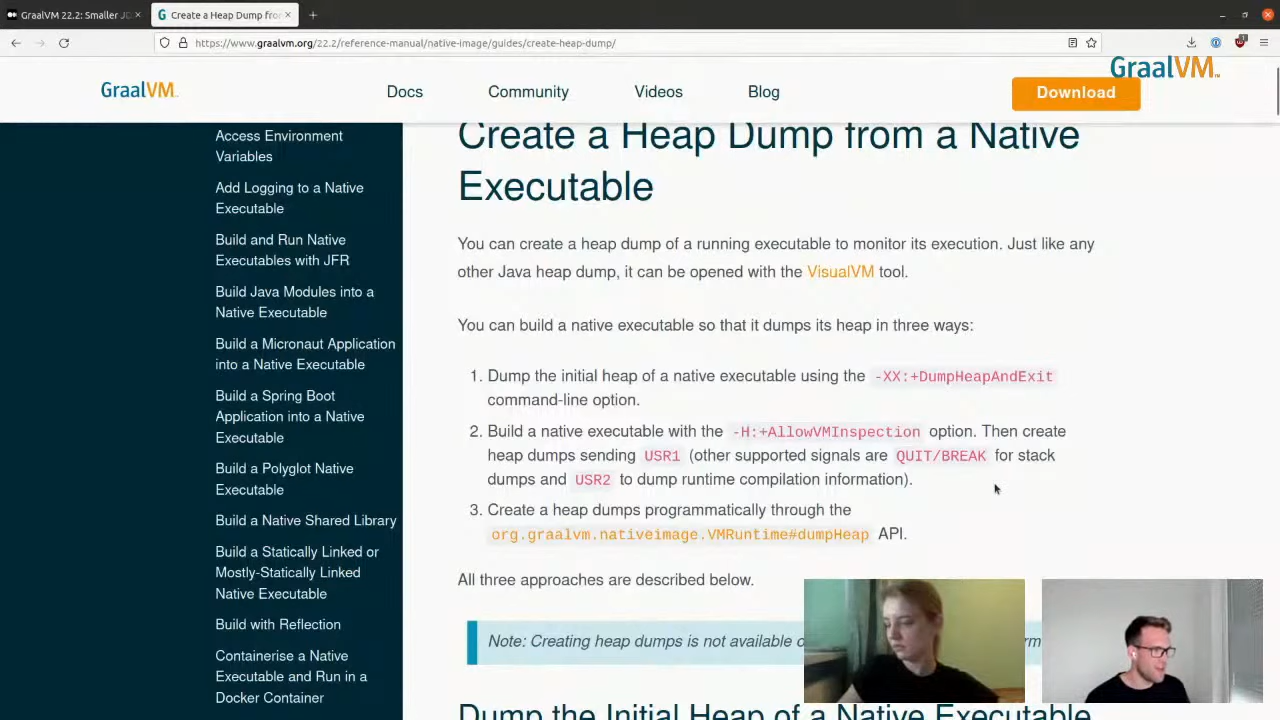 GraalVM 22.2: Smaller JD
Create a Heap Dump from
https://www.graalvm.org/22.2/reference-manual/native-image/guides/create-heap-dump/
GraalVM™
GraalVM™
Docs
Community
Videos
Blog
Download
Access Environment
Variables
Add Logging to a Native
Executable
Build and Run Native
Executables with JFR
Build Java Modules into a
Native Executable
Build a Micronaut Application
into a Native Executable
Build a Spring Boot
Application into a Native
Executable
Build a Polyglot Native
Executable
Build a Native Shared Library
Build a Statically Linked or
Mostly-Statically Linked
Native Executable
Build with Reflection
Containerise a Native
Executable and Run in a
Docker Container
Create a Heap Dump from a Native
Executable
You can create a heap dump of a running executable to monitor its execution. Just like any
other Java heap dump, it can be opened with the VisualVM tool.
You can build a native executable so that it dumps its heap in three ways:
1. Dump the initial heap of a native executable using the -XX:+DumpHeapAndExit
command-line option.
2. Build a native executable with the -H:+AllowVMInspection option. Then create
heap dumps sending USR1 (other supported signals are QUIT/BREAK for stack
dumps and USR2 to dump runtime compilation information).
3. Create a heap dumps programmatically through the
org.graalvm.nativeimage.VMRuntime#dumpHeap API.
All three approaches are described below.
Note: Creating heap dumps is not available
Dump the Initial Heap of a Native Executable